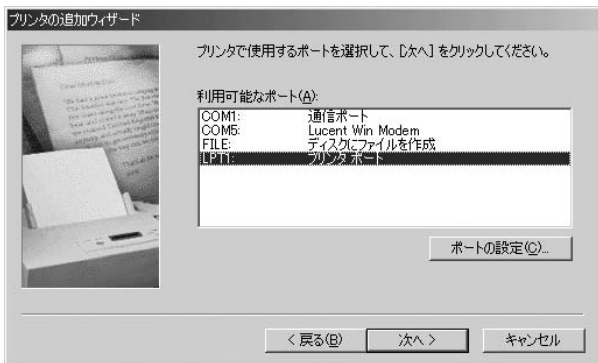 プリンタの追加ウィザード
プリンタで使用するポートを選択して、[次へ] をクリックしてください。
利用可能なポート(A):
COM1: 通信ポート
COM5: Lucent Win Modem
FILE: ディスクにファイルを作成
LPT1: プリンタ ポート
ポートの設定(C)...
< 戻る(B)
次へ >
キャンセル